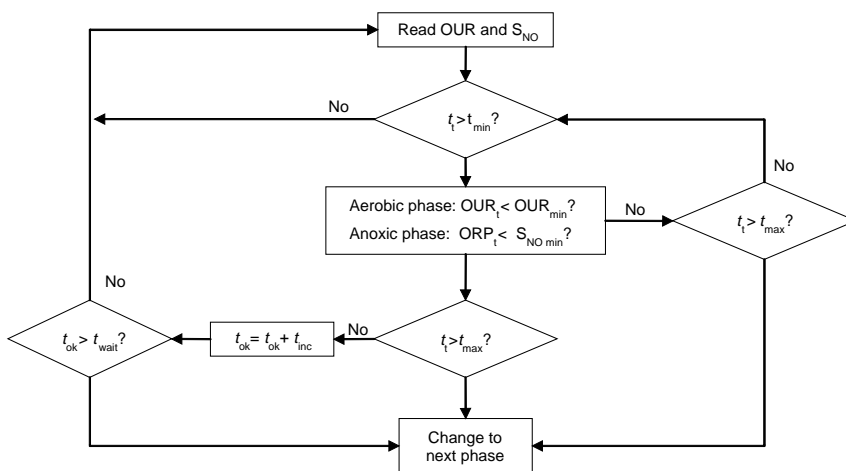 Read OUR and S_NO
No
t_t>t_min?
No
Aerobic phase: OUR_t < OUR_min?
Anoxic phase: ORP_t < S_NO min?
No
t_t > t_max?
No
t_ok > t_wait?
t_ok = t_ok + t_inc
No
t_t>t_max?
Change to
next phase